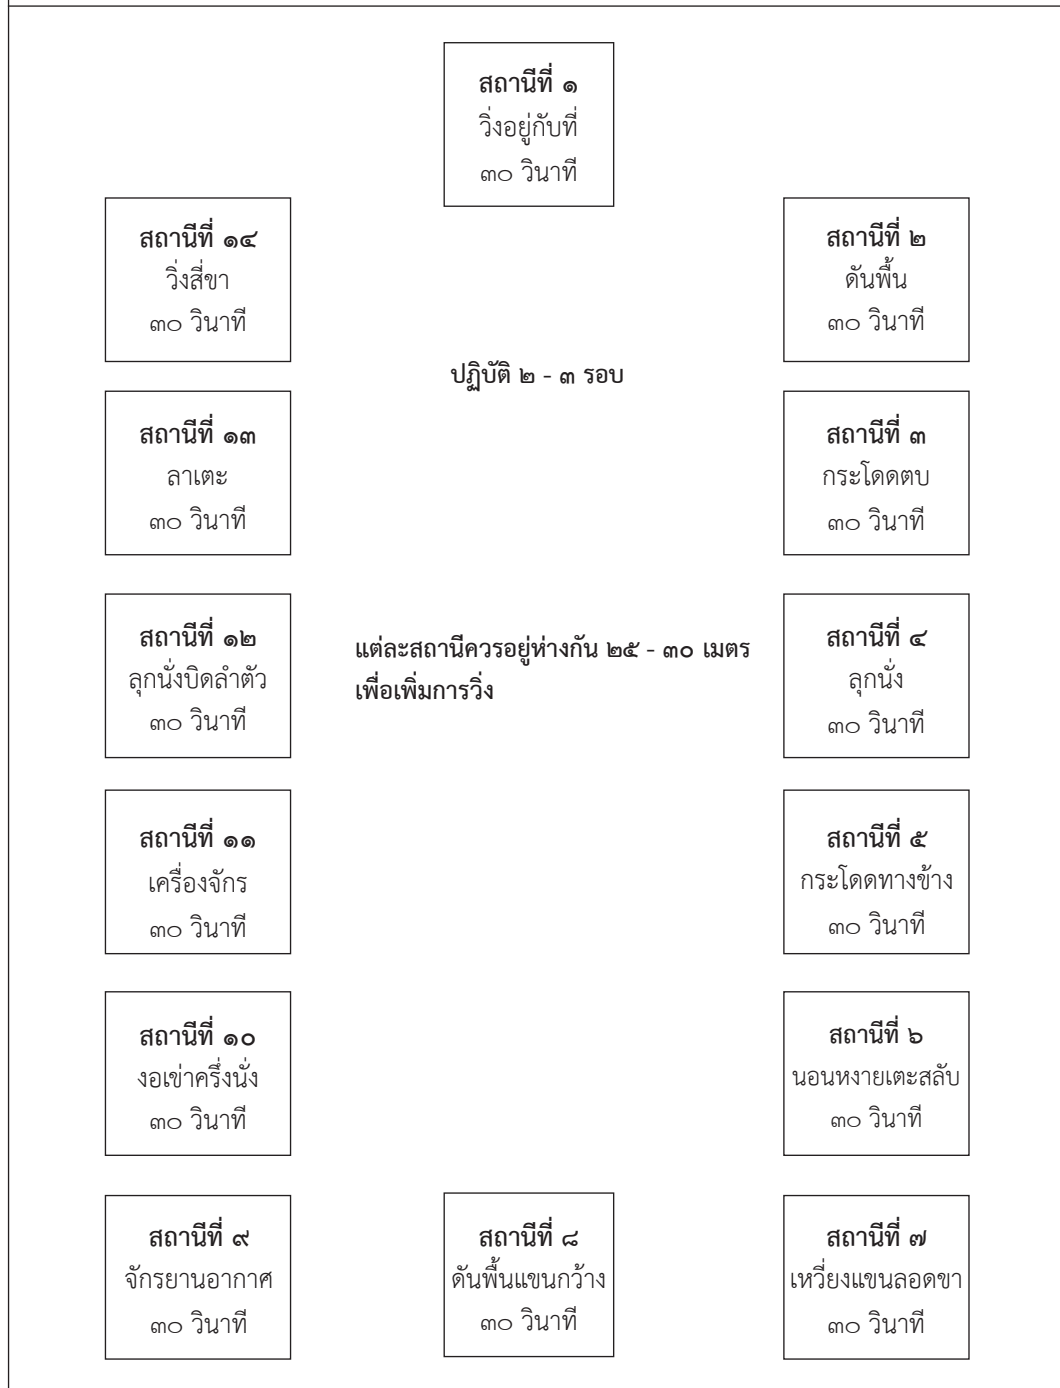 สถานีที่ ๑
วิ่งอยู่กับที่
๓๐ วินาที
สถานีที่ ๑๔
วิ่งสี่ขา
๓๐ วินาที
สถานีที่ ๒
ดันพื้น
๓๐ วินาที
ปฏิบัติ ๒ - ๓ รอบ
สถานีที่ ๑๓
ลาเตะ
๓๐ วินาที
สถานีที่ ๓
กระโดดตบ
๓๐ วินาที
สถานีที่ ๑๒
ลุกนั่งบิดลำตัว
๓๐ วินาที
แต่ละสถานีควรอยู่ห่างกัน ๒๕ - ๓๐ เมตร
เพื่อเพิ่มการวิ่ง
สถานีที่ ๔
ลุกนั่ง
๓๐ วินาที
สถานีที่ ๑๑
เครื่องจักร
๓๐ วินาที
สถานีที่ ๕
กระโดดทางข้าง
๓๐ วินาที
สถานีที่ ๑๐
งอเข่าครึ่งนั่ง
๓๐ วินาที
สถานีที่ ๖
นอนหงายเตะสลับ
๓๐ วินาที
สถานีที่ ๙
จักรยานอากาศ
๓๐ วินาที
สถานีที่ ๘
ดันพื้นแขนกว้าง
๓๐ วินาที
สถานีที่ ๗
เหวี่ยงแขนลอดขา
๓๐ วินาที